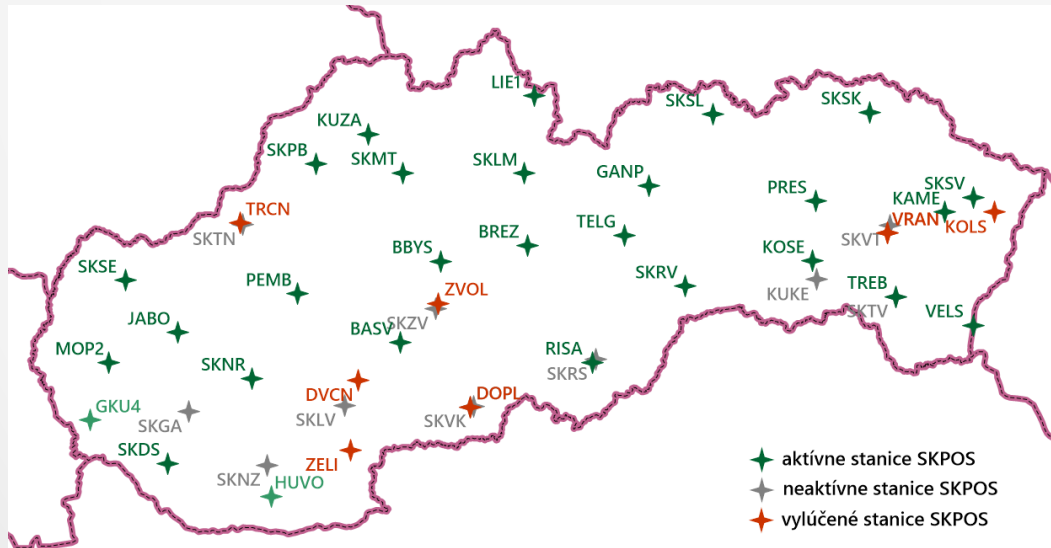 LIE1
SKSL
SKSK
KUZA
SKPB
SKMT
SKLM
GANP
PRES
SKSV
KAME
TRCN
SKTN
VRAN
KOLS
SKVT
BREZ
TELG
BBYS
KOSE
SKSE
PEMB
ZVOL
SKRV
KUKE
TREB
SKTV
SKZV
JABO
BASV
VELS
MOP2
SKNR
RISA
SKRS
DVCN
DOPL
GKU4
SKGA
SKLV
SKVK
SKDS
ZELI
SKNZ
HUVO
aktívne stanice SKPOS
neaktívne stanice SKPOS
vylúčené stanice SKPOS